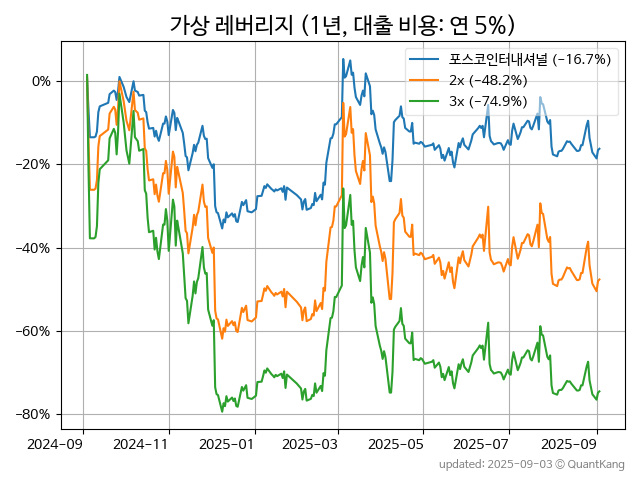 가상 레버리지 (1년, 대출 비용: 연 5%)
포스코인터내셔널 (−16.7%)
2x (−48.2%)
3x (−74.9%)
0%
−20%
−40%
−60%
−80%
2024-09 2024-11 2025-01 2025-03 2025-05 2025-07 2025-09
updated: 2025-09-03 © QuantKang